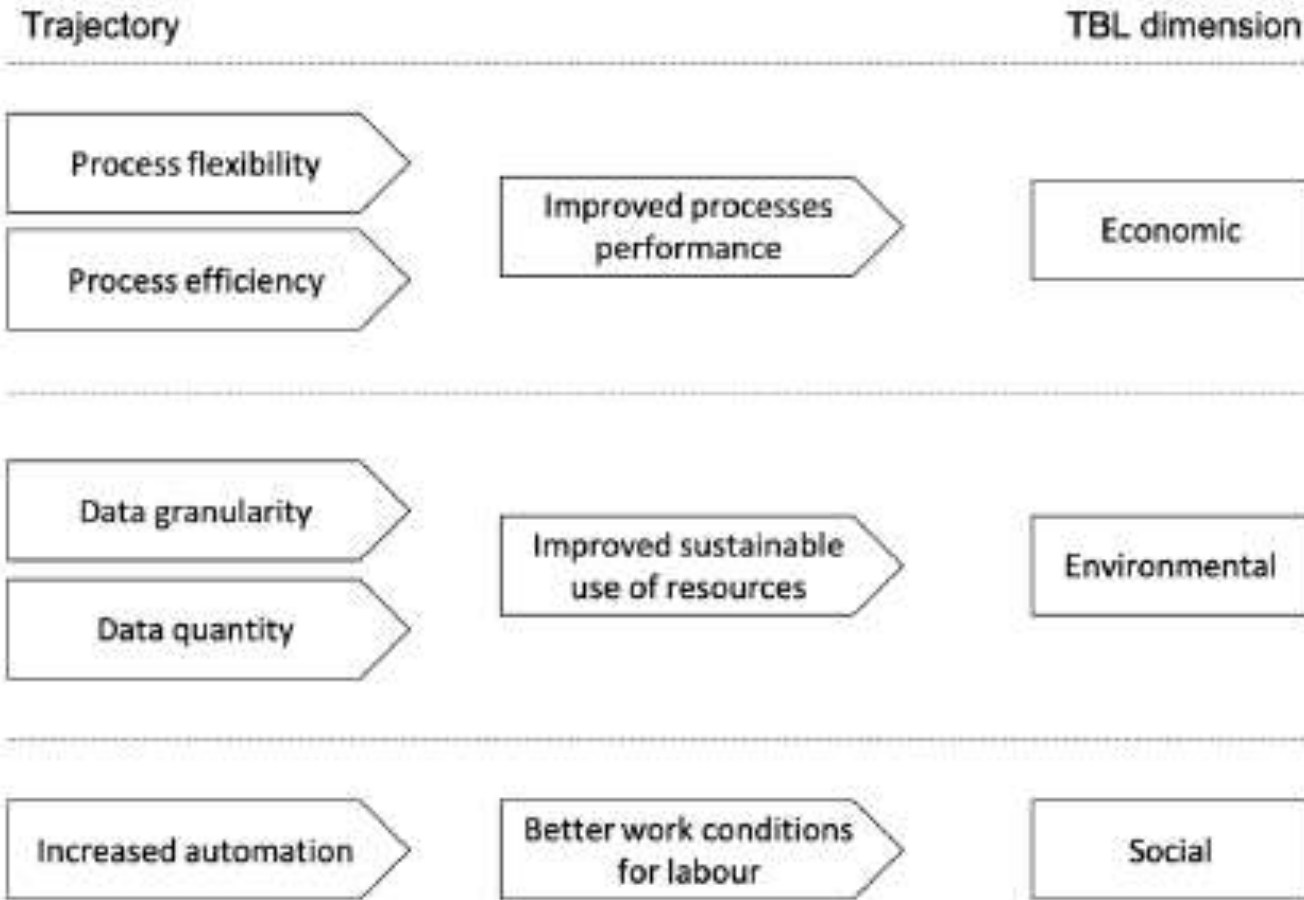 Trajectory
TBL dimension
Process flexibility
Process efficiency
Improved processes
performance
Economic
Data granularity
Data quantity
Improved sustainable
use of resources
Environmental
Increased automation
Better work conditions
for labour
Social